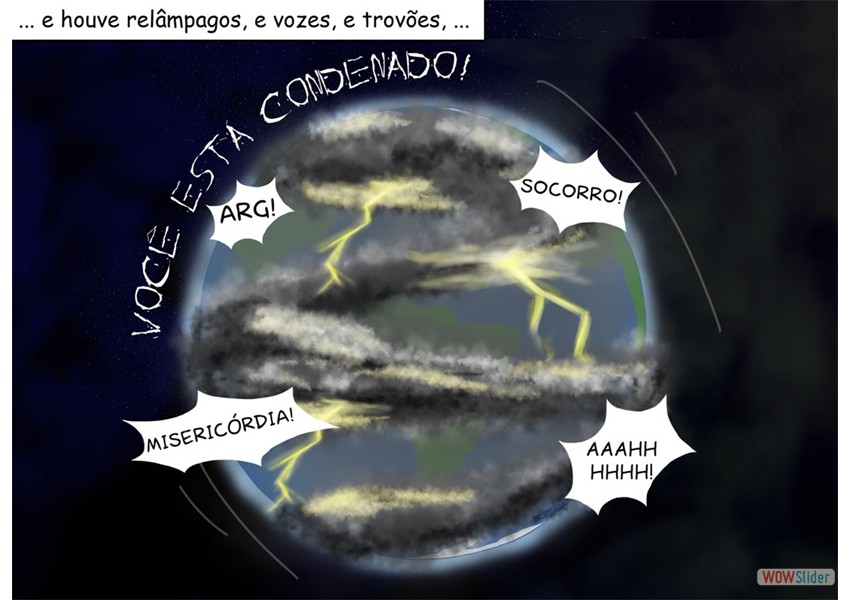 ... e houve relâmpagos, e vozes, e trovões, ...
VOCÊ ESTÁ CONDENADO!
ARG!
SOCORRO!
MISERICÓRDIA!
AAAHH
HHHH!
WOWSlider